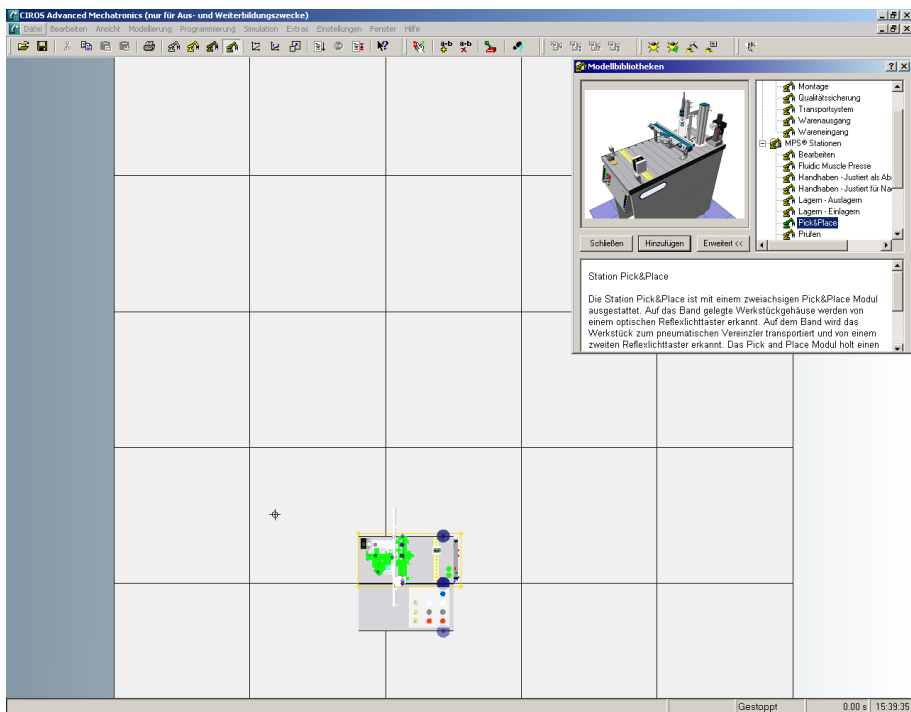 CIROS Advanced Mechatronics (nur für Aus- und Weiterbildungszwecke)
Datei Bearbeiten Ansicht Modellierung Programmierung Simulation Extras Einstellungen Fenster Hilfe
Modellbibliotheken
Montage
Qualitätssicherung
Transportsystem
Warenausgang
Wareneingang
MPS® Stationen
Bearbeiten
Fluidic Muscle Presse
Handhaben - Justiert als Ab
Handhaben - Justiert für Na
Lagern - Auslagern
Lagern - Einlagern
Pick&Place
Prüfen
Schließen Hinzufügen Erweitert <<
Station Pick&Place
Die Station Pick&Place ist mit einem zweiachsigen Pick&Place Modul
ausgestattet. Auf das Band gelegte Werkstückgehäuse werden von
einem optischen Reflexlichttaster erkannt. Auf dem Band wird das
Werkstück zum pneumatischen Vereinzler transportiert und von einem
zweiten Reflexlichttaster erkannt. Das Pick and Place Modul holt einen
Gestoppt 0.00 s 15:39:35